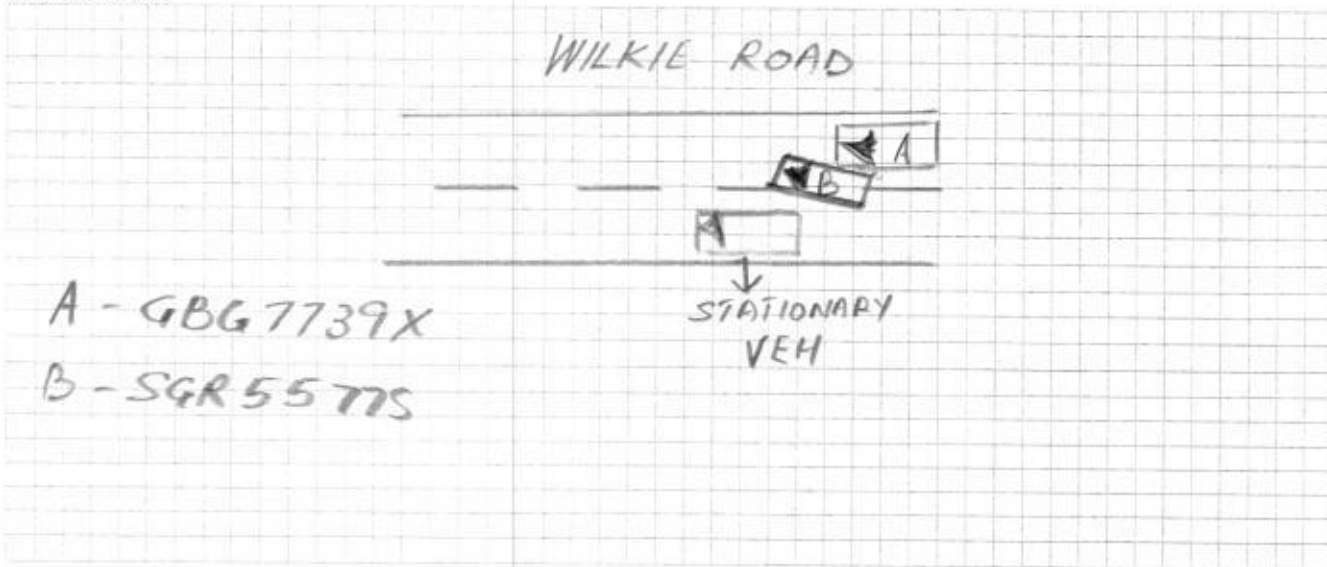 WILKIE ROAD
A
B
STATIONARY
VEH
A - GBG7739X
B - SGR5577S